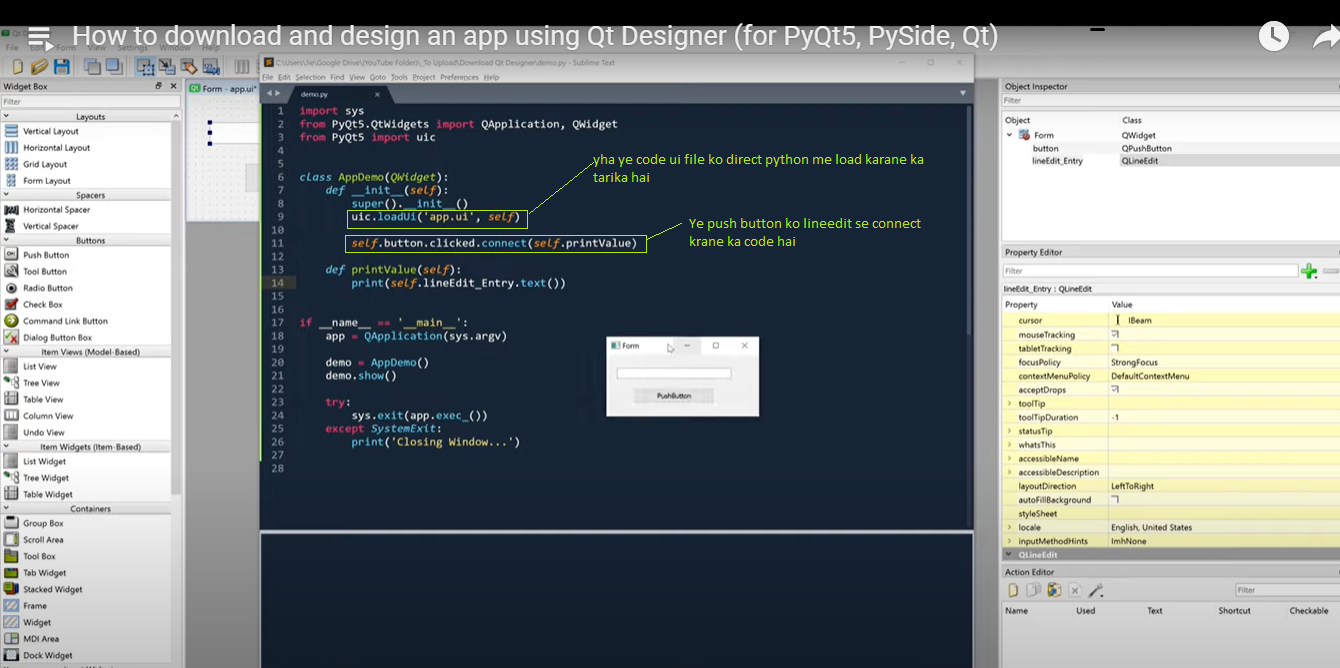 How to download and design an app using Qt Designer (for PyQt5, PySide, Qt)
File Edit Form View Settings Window Help
Widget Box
Filter
Layouts
Vertical Layout
Horizontal Layout
Grid Layout
Form Layout
Spacers
Horizontal Spacer
Vertical Spacer
Buttons
Push Button
Tool Button
Radio Button
Check Box
Command Link Button
Dialog Button Box
Item Views (Model-Based)
List View
Tree View
Table View
Column View
Undo View
Item Widgets (Item-Based)
List Widget
Tree Widget
Table Widget
Containers
Group Box
Scroll Area
Tool Box
Tab Widget
Stacked Widget
Frame
Widget
MDI Area
Dock Widget
Form - app.ui*
C:\Users\Jie\Google Drive\YouTube Folder\_To Upload\Download Qt Designer\demo.py - Sublime Text
File Edit Selection Find View Goto Tools Project Preferences Help
demo.py
1 import sys
2 from PyQt5.QtWidgets import QApplication, QWidget
3 from PyQt5 import uic
4
5
6 class AppDemo(QWidget):
7 def __init__(self):
8 super().__init__()
9 uic.loadUi('app.ui', self)
10
11 self.button.clicked.connect(self.printValue)
12
13 def printValue(self):
14 print(self.lineEdit_Entry.text())
15
16
17 if __name__ == '__main__':
18 app = QApplication(sys.argv)
19
20 demo = AppDemo()
21 demo.show()
22
23 try:
24 sys.exit(app.exec_())
25 except SystemExit:
26 print('Closing Window...')
27
28
yha ye code ui file ko direct python me load karane ka
tarika hai
Ye push button ko lineedit se connect
krane ka code hai
Form
PushButton
Object Inspector
Filter
Object Class
Form QWidget
button QPushButton
lineEdit_Entry QLineEdit
Property Editor
Filter
lineEdit_Entry : QLineEdit
Property Value
cursor IBeam
mouseTracking
tabletTracking
focusPolicy StrongFocus
contextMenuPolicy DefaultContextMenu
acceptDrops
toolTip
toolTipDuration -1
statusTip
whatsThis
accessibleName
accessibleDescription
layoutDirection LeftToRight
autoFillBackground
styleSheet
locale English, United States
inputMethodHints ImhNone
QLineEdit
Action Editor
Filter
Name Used Text Shortcut Checkable